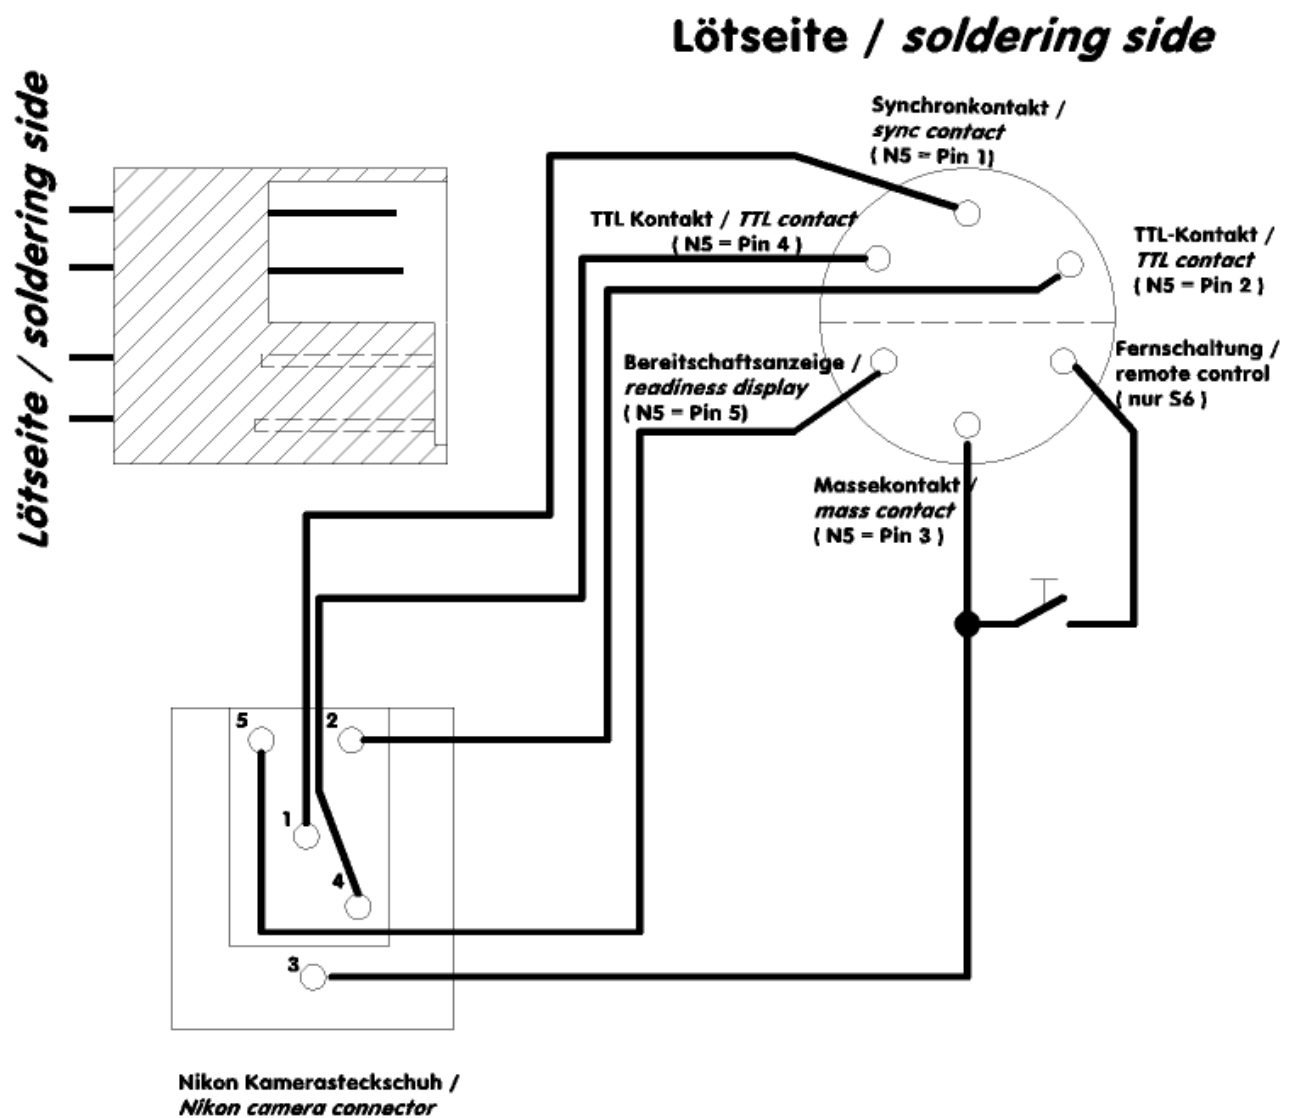 Lötseite / soldering side
Lötseite / soldering side
Synchronkontakt /
sync contact
( N5 = Pin 1)
TTL Kontakt / TTL contact
( N5 = Pin 4 )
TTL-Kontakt /
TTL contact
( N5 = Pin 2 )
Bereitschaftsanzeige /
readiness display
( N5 = Pin 5)
Fernschaltung /
remote control
( nur S6 )
Massekontakt /
mass contact
( N5 = Pin 3 )
5
2
1
4
3
Nikon Kamerasteckschuh /
Nikon camera connector